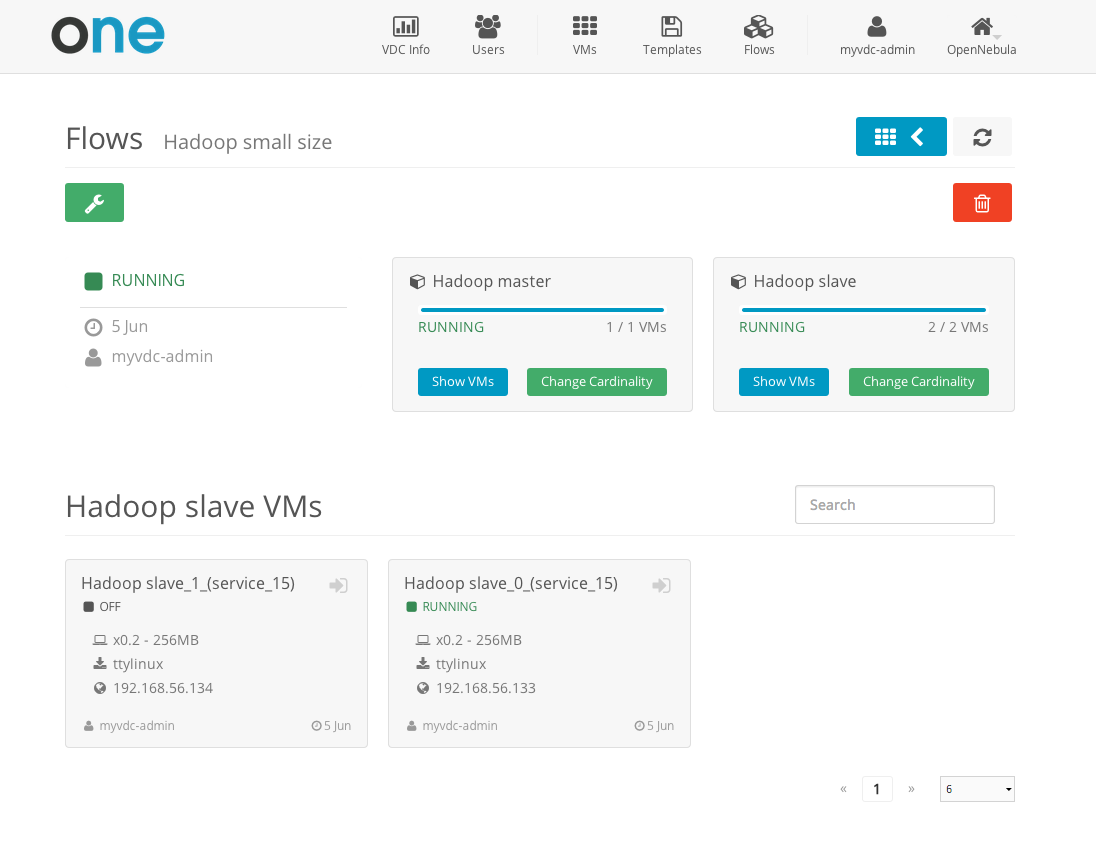 one
VDC Info Users VMs Templates Flows myvdc-admin OpenNebula
Flows Hadoop small size
RUNNING
5 Jun
myvdc-admin
Hadoop master
RUNNING 1 / 1 VMs
Show VMs Change Cardinality
Hadoop slave
RUNNING 2 / 2 VMs
Show VMs Change Cardinality
Hadoop slave VMs Search
Hadoop slave_1_(service_15)
OFF
x0.2 - 256MB
ttylinux
192.168.56.134
myvdc-admin 5 Jun
Hadoop slave_0_(service_15)
RUNNING
x0.2 - 256MB
ttylinux
192.168.56.133
myvdc-admin 5 Jun
« 1 » 6